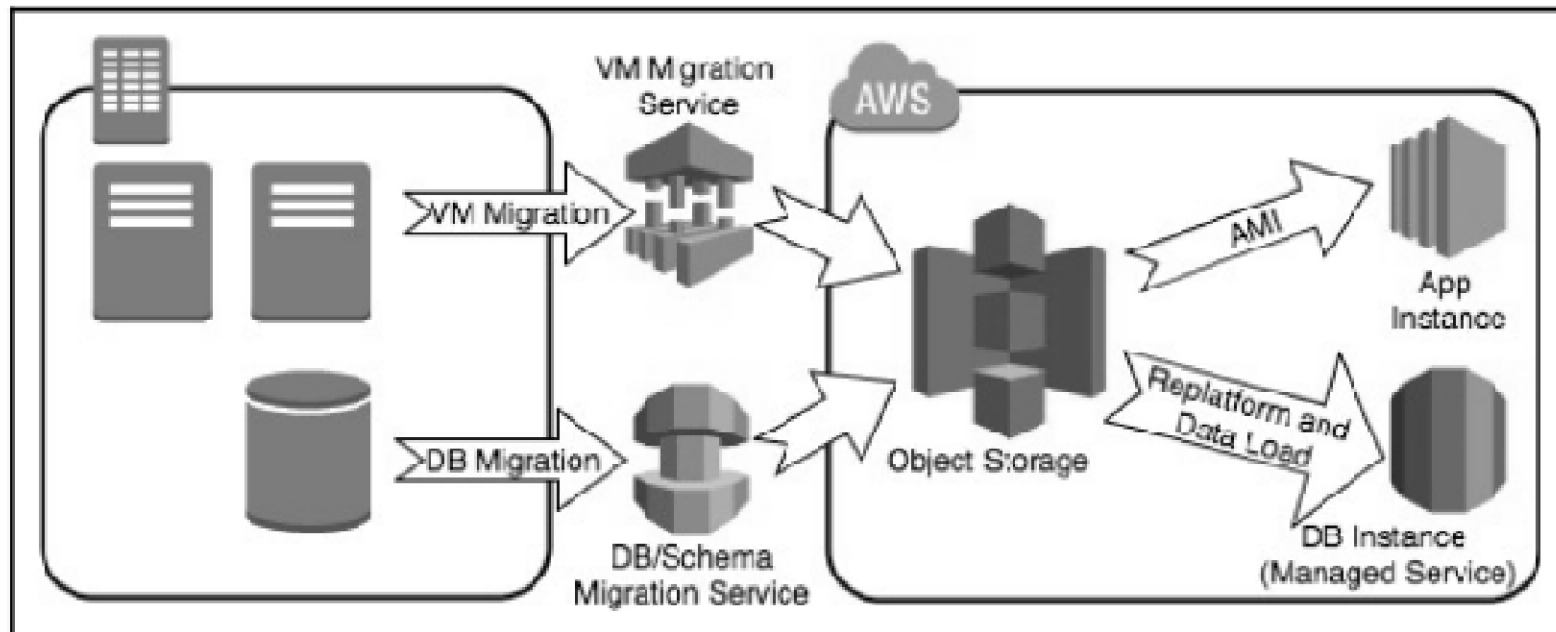 VM Migration
Service
AWS
VM Migration
AMI
App
Instance
Replatform and
Data Load
Object Storage
DB Migration
DB/Schema
Migration Service
DB Instance
(Managed Service)